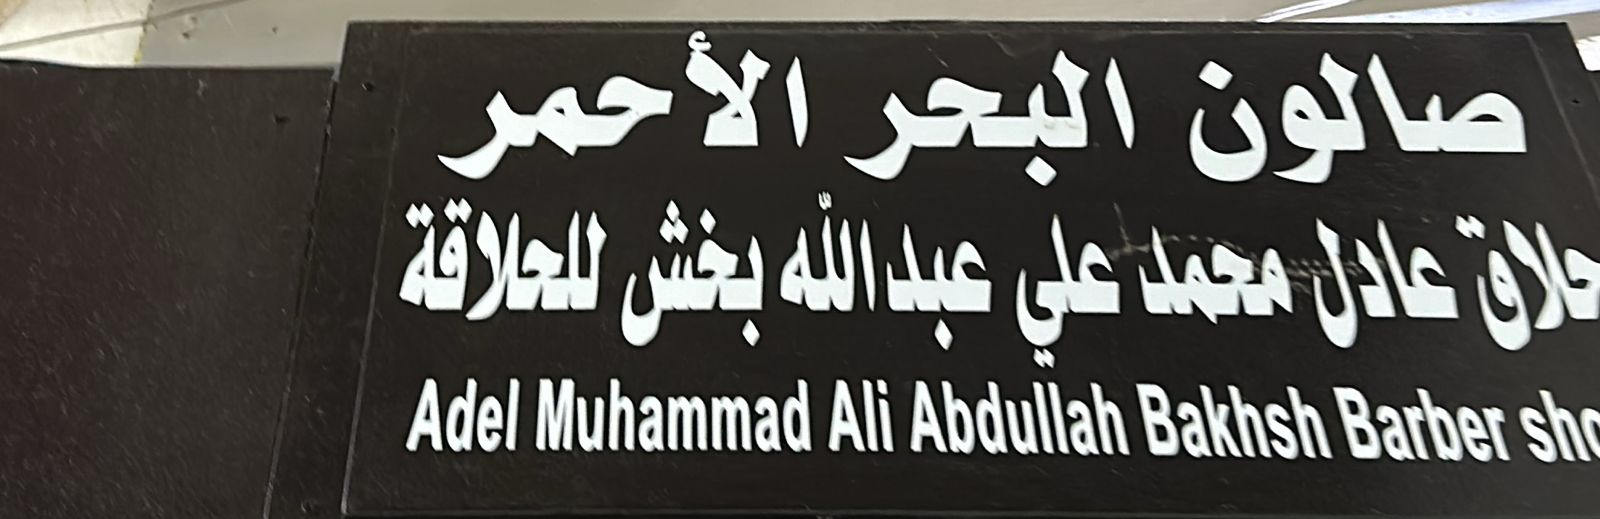 صالون البحر الأحمر
حلاق عادل محمد علي عبدالله بخش للحلاقة
Adel Muhammad Ali Abdullah Bakhsh Barber sho